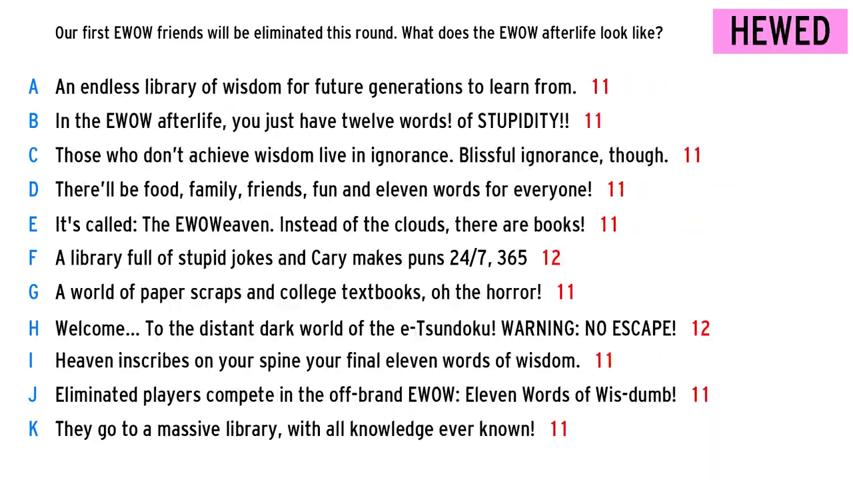 Our first EWOW friends will be eliminated this round. What does the EWOW afterlife look like?
HEWED
A An endless library of wisdom for future generations to learn from. 11
B In the EWOW afterlife, you just have twelve words! of STUPIDITY!! 11
C Those who don't achieve wisdom live in ignorance. Blissful ignorance, though. 11
D There'll be food, family, friends, fun and eleven words for everyone! 11
E It's called: The EWOWeaven. Instead of the clouds, there are books! 11
F A library full of stupid jokes and Cary makes puns 24/7, 365 12
G A world of paper scraps and college textbooks, oh the horror! 11
H Welcome... To the distant dark world of the e-Tsundoku! WARNING: NO ESCAPE! 12
I Heaven inscribes on your spine your final eleven words of wisdom. 11
J Eliminated players compete in the off-brand EWOW: Eleven Words of Wis-dumb! 11
K They go to a massive library, with all knowledge ever known! 11